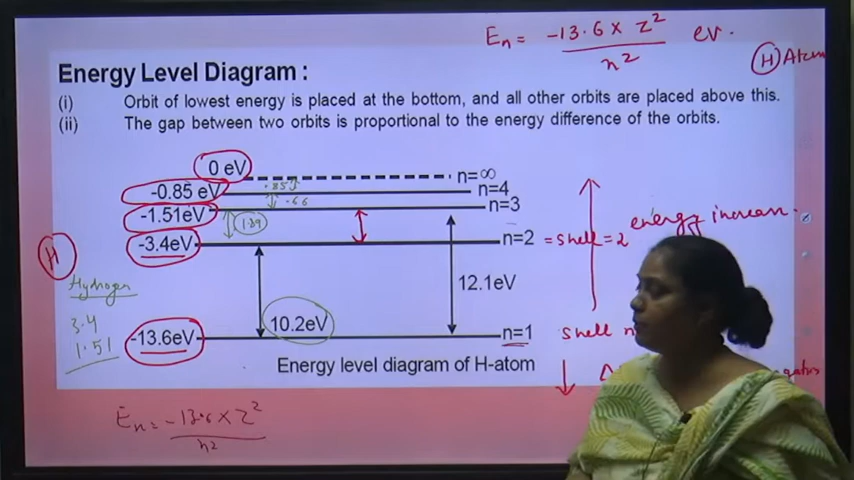 En = -13.6 x Z² / n² ev.
(H) Atom
Energy Level Diagram :
(i) Orbit of lowest energy is placed at the bottom, and all other orbits are placed above this.
(ii) The gap between two orbits is proportional to the energy difference of the orbits.
0 eV n=∞
-0.85 eV .85 n=4
-1.51eV .66 n=3
1.89
energy increase.
-3.4eV n=2 = shell = 2
H
Hydrogen
12.1eV
3.4
1.51
-13.6eV 10.2eV n=1 shell
Energy level diagram of H-atom
En = -13.6 x Z² / n²